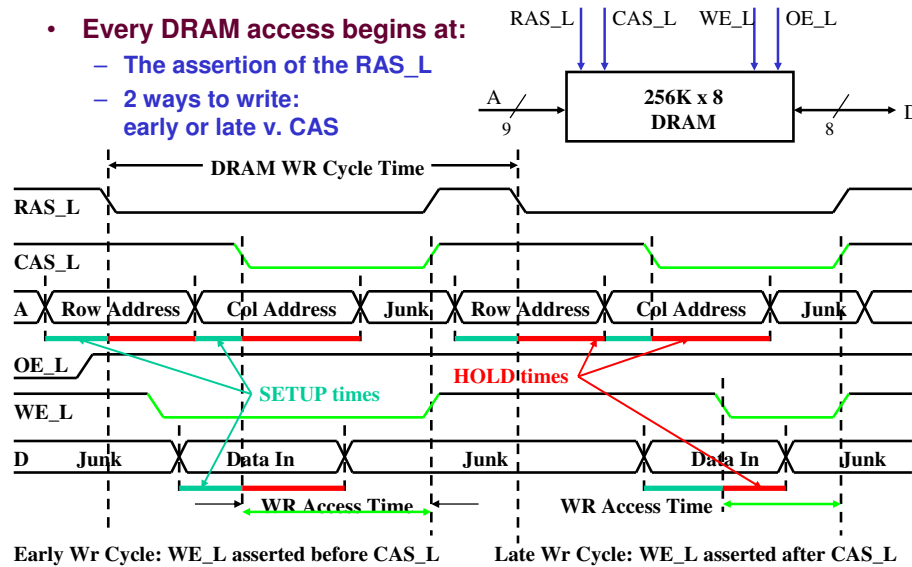 • Every DRAM access begins at:
– The assertion of the RAS_L
– 2 ways to write:
early or late v. CAS
RAS_L CAS_L WE_L OE_L
A 9
256K x 8
DRAM
8 D
DRAM WR Cycle Time
RAS_L
CAS_L
A Row Address Col Address Junk Row Address Col Address Junk
OE_L
SETUP times HOLD times
WE_L
D Junk Data In Junk Data In Junk
WR Access Time WR Access Time
Early Wr Cycle: WE_L asserted before CAS_L Late Wr Cycle: WE_L asserted after CAS_L